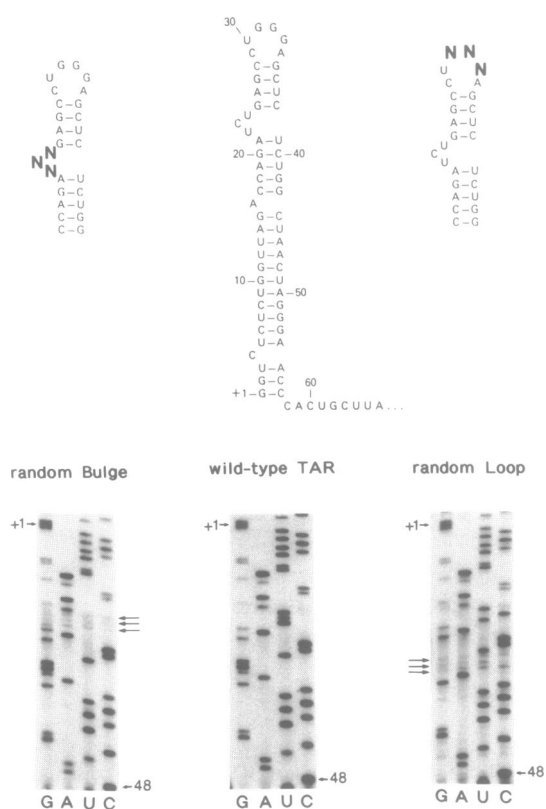 G
G G
U A
C
C–G
G–C
A–U
G–C
N
N
N A–U
G–C
A–U
C–G
C–G
30
G
G G
U A
C
C–G
G–C
A–U
G–C
U
C
U
A–U
20–G–C–40
A–U
C–G
C–G
A
G–C
A–U
U–A
U–A
G–C
10–G–U
U–A–50
C–G
U–G
C–G
U A
C
U A
G–C
+1–G–C
60
C A C U G C U U A . . .
N N
U N
C A
C–G
G–C
A–U
G–C
U
C
U
A–U
G–C
A–U
C–G
C–G
random Bulge
wild-type TAR
random Loop
+1
48
G A U C
+1
48
G A U C
+1
48
G A U C